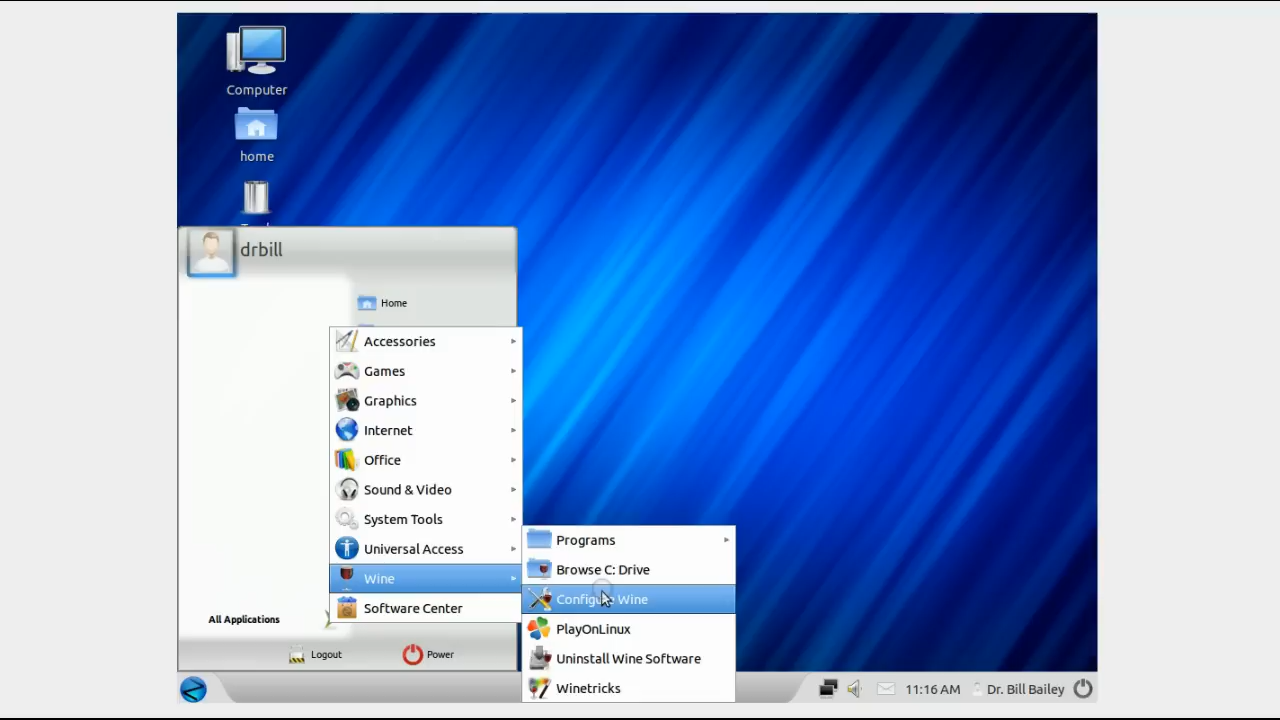 Computer
home
drbill
Home
Accessories
Games
Graphics
Internet
Office
Sound & Video
System Tools
Universal Access
Wine
Software Center
Programs
Browse C: Drive
Configure Wine
PlayOnLinux
Uninstall Wine Software
Winetricks
All Applications
Logout
Power
11:16 AM
Dr. Bill Bailey